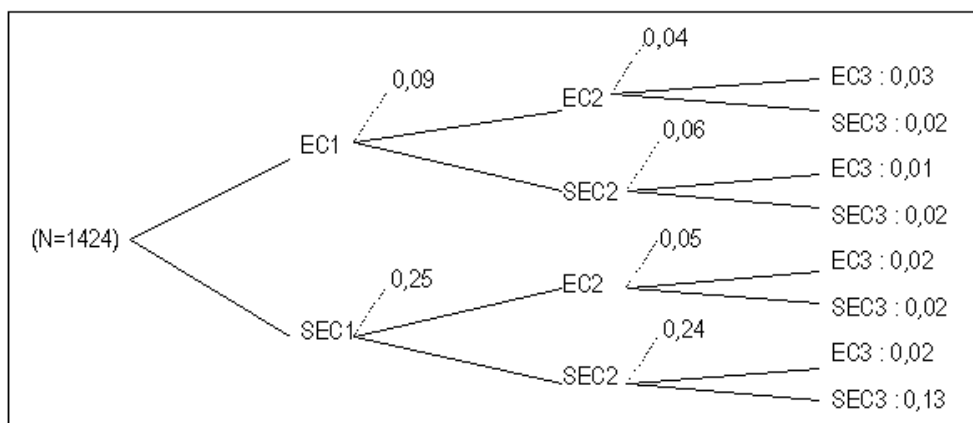 0,04
0,09
EC3 : 0,03
EC2
SEC3 : 0,02
EC1
0,06
SEC2
EC3 : 0,01
SEC3 : 0,02
(N=1424)
0,05
0,25
EC2
EC3 : 0,02
SEC3 : 0,02
SEC1
0,24
SEC2
EC3 : 0,02
SEC3 : 0,13